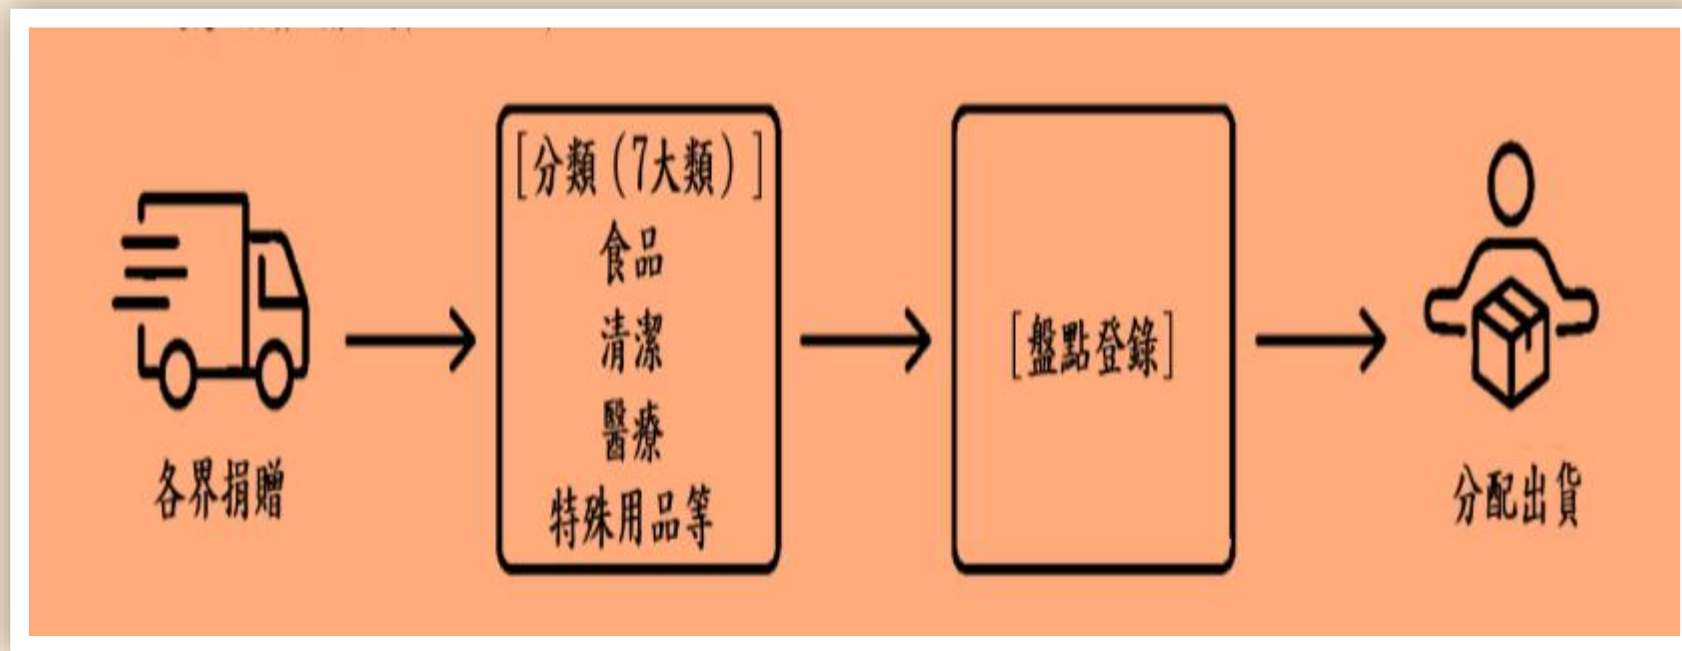 [分類(7大類)]
食品
清潔
醫療
特殊用品等
[盤點登錄]
各界捐贈
分配出貨